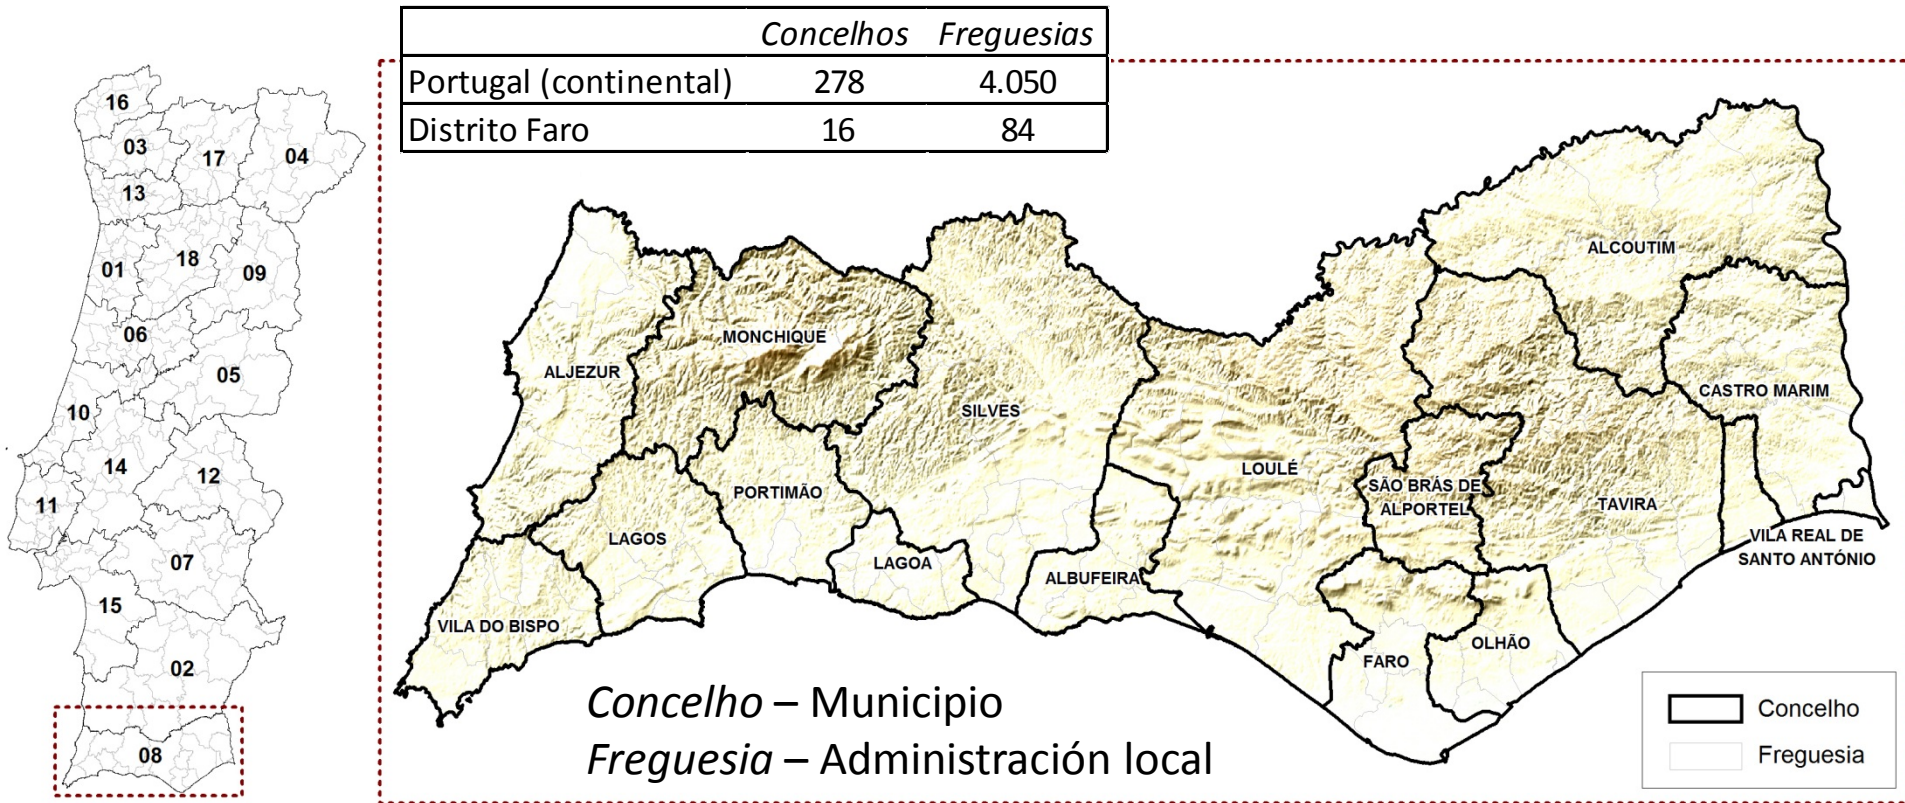 Concelhos Freguesias
Portugal (continental) 278 4.050
Distrito Faro 16 84
16
03
17
04
13
01
18
09
06
05
10
14
12
11
07
15
02
08
ALCOUTIM
MONCHIQUE
ALJEZUR
CASTRO MARIM
SILVES
LOULÉ
PORTIMÃO
SÃO BRÁS DE
ALPORTEL
TAVIRA
LAGOS
VILA REAL DE
SANTO ANTÓNIO
LAGOA
ALBUFEIRA
VILA DO BISPO
OLHÃO
FARO
Concelho – Municipio
Freguesia – Administración local
Concelho
Freguesia